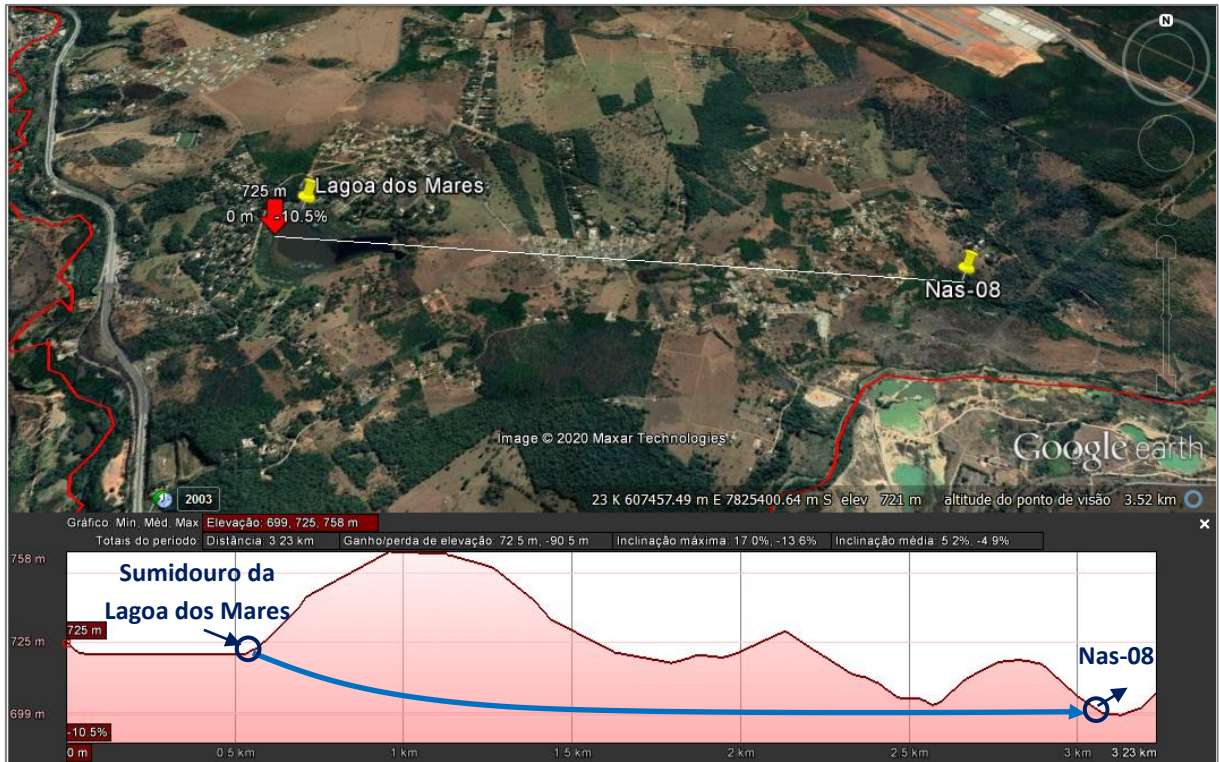 N
725 m
Lagoa dos Mares
0 m -10.5%
Nas-08
Image © 2020 Maxar Technologies
Google earth
2003
23 K 607457.49 m E 7825400.64 m S elev 721 m altitude do ponto de visão 3.52 km
Gráfico: Mín, Méd, Máx Elevação: 699, 725, 758 m
Totais do período: Distância: 3.23 km Ganho/perda de elevação: 72.5 m, -90.5 m Inclinação máxima: 17.0%, -13.6% Inclinação média: 5.2%, -4.9%
758 m
Sumidouro da
Lagoa dos Mares
725 m
725 m
Nas-08
699 m
-10.5%
0 m 0.5 km 1 km 1.5 km 2 km 2.5 km 3 km 3.23 km